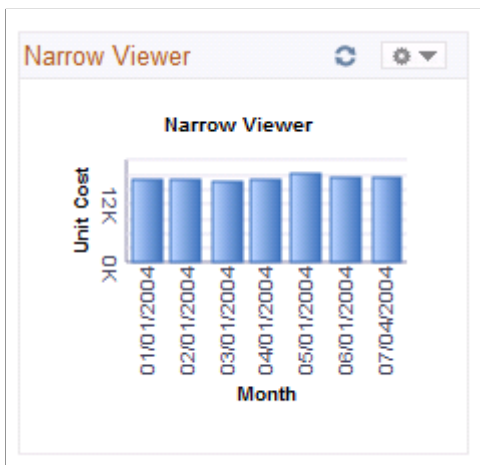 Narrow Viewer
Narrow Viewer
Unit Cost
12K
0K
01/01/2004
02/01/2004
03/01/2004
04/01/2004
05/01/2004
06/01/2004
07/04/2004
Month